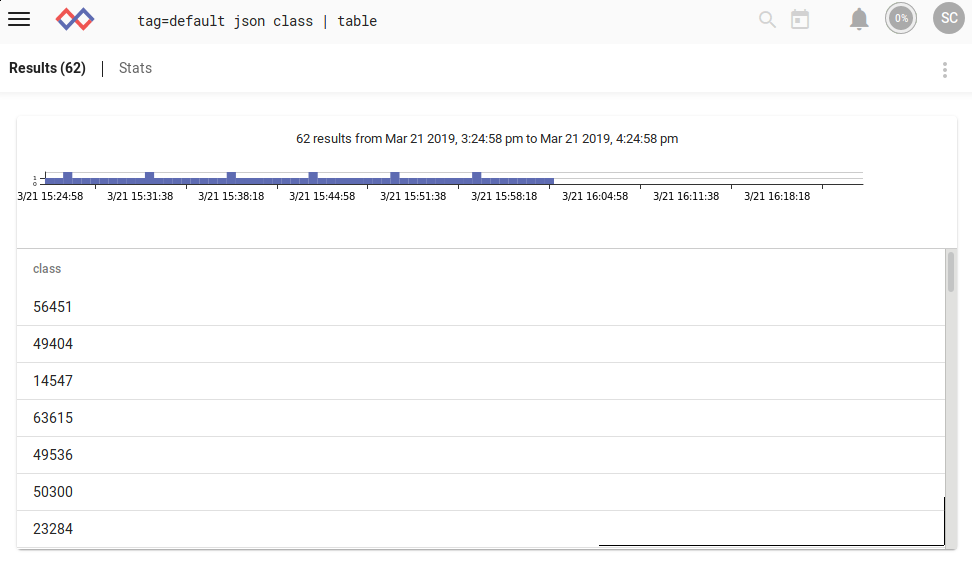 tag=default json class | table
0%
SC
Results (62) | Stats
62 results from Mar 21 2019, 3:24:58 pm to Mar 21 2019, 4:24:58 pm
1
0
3/21 15:24:58 3/21 15:31:38 3/21 15:38:18 3/21 15:44:58 3/21 15:51:38 3/21 15:58:18 3/21 16:04:58 3/21 16:11:38 3/21 16:18:18
class
56451
49404
14547
63615
49536
50300
23284